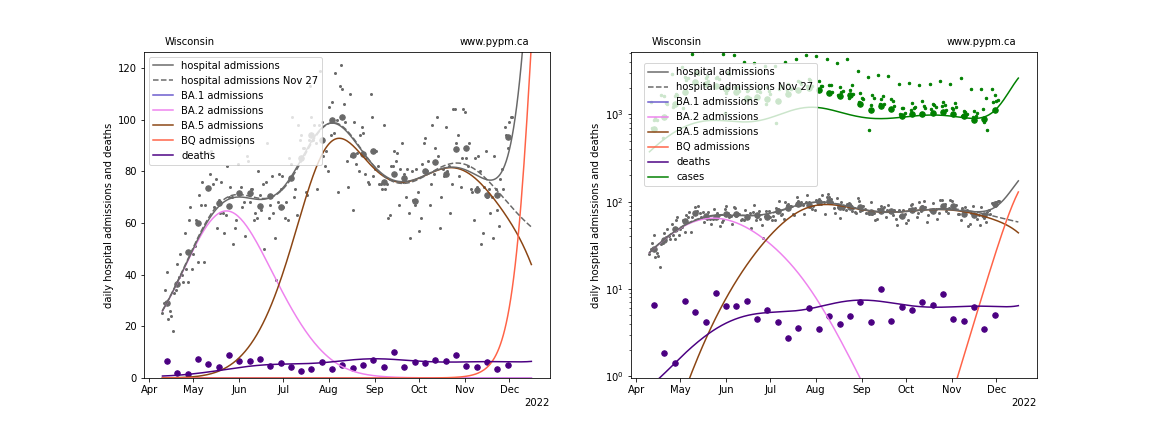 Wisconsin
www.pypm.ca
daily hospital admissions and deaths
120
100
80
60
40
20
0
hospital admissions
hospital admissions Nov 27
BA.1 admissions
BA.2 admissions
BA.5 admissions
BQ admissions
deaths
Apr May Jun Jul Aug Sep Oct Nov Dec
2022
Wisconsin
www.pypm.ca
daily hospital admissions and deaths
10³
10²
10¹
10⁰
hospital admissions
hospital admissions Nov 27
BA.1 admissions
BA.2 admissions
BA.5 admissions
BQ admissions
deaths
cases
Apr May Jun Jul Aug Sep Oct Nov Dec
2022